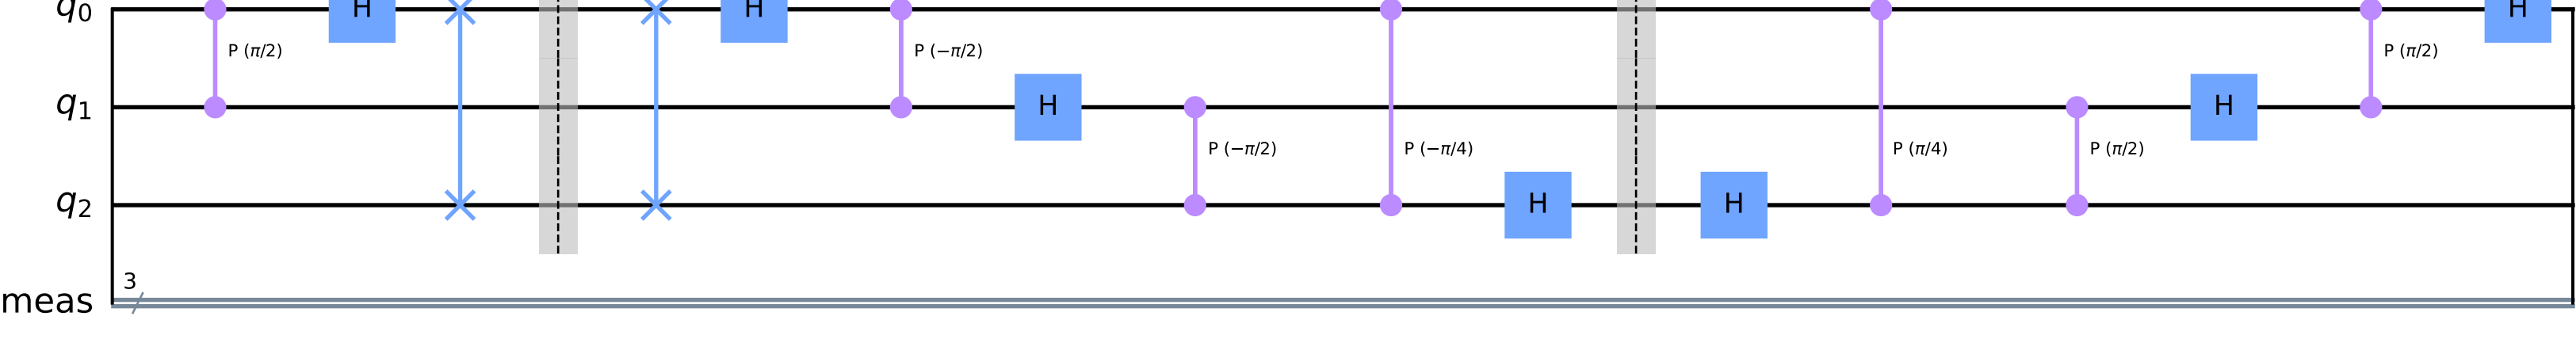 q0 H H H
P (π/2) P (−π/2) P (π/2)
q1 H H
P (−π/2) P (−π/4) P (π/4) P (π/2)
q2 H H
3
meas